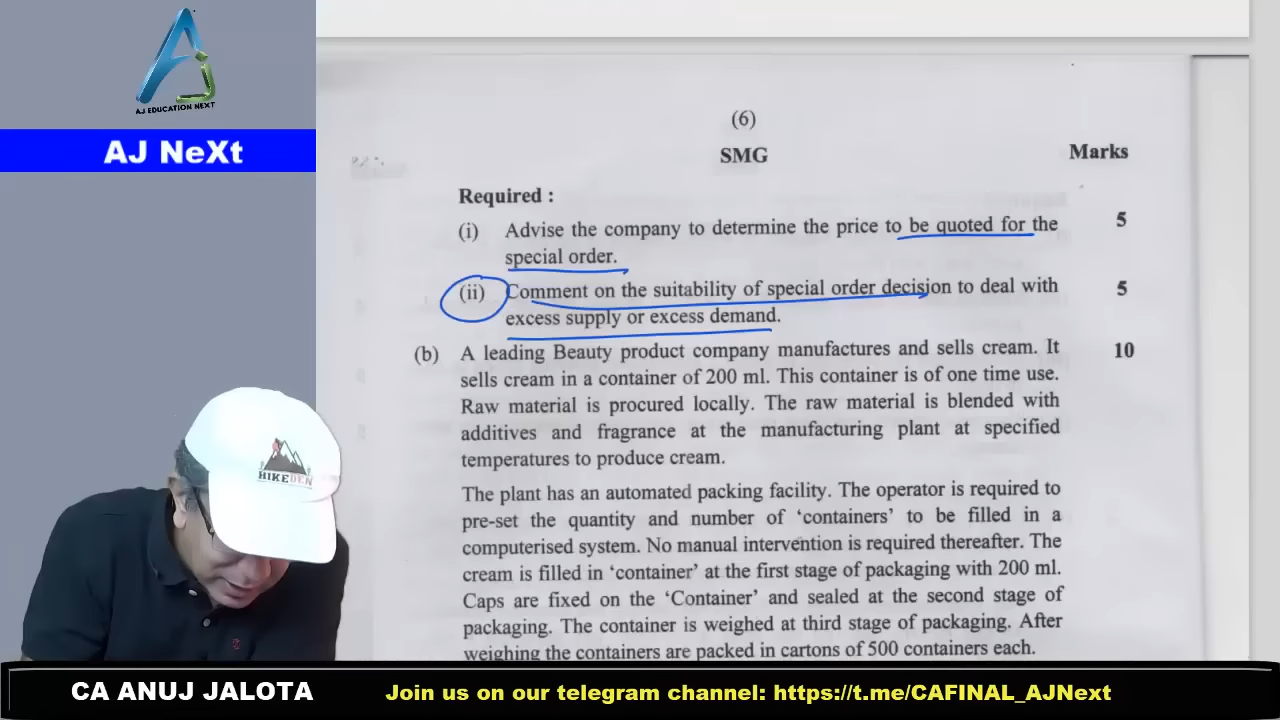 AJ EDUCATION NEXT
AJ NeXt
(6)
SMG
Marks
Required :
(i) Advise the company to determine the price to be quoted for the 5
special order.
(ii) Comment on the suitability of special order decision to deal with 5
excess supply or excess demand.
(b) A leading Beauty product company manufactures and sells cream. It 10
sells cream in a container of 200 ml. This container is of one time use.
Raw material is procured locally. The raw material is blended with
additives and fragrance at the manufacturing plant at specified
temperatures to produce cream.
The plant has an automated packing facility. The operator is required to
pre-set the quantity and number of ‘containers’ to be filled in a
computerised system. No manual intervention is required thereafter. The
cream is filled in ‘container’ at the first stage of packaging with 200 ml.
Caps are fixed on the ‘Container’ and sealed at the second stage of
packaging. The container is weighed at third stage of packaging. After
weighing the containers are packed in cartons of 500 containers each.
HIKEDEN
CA ANUJ JALOTA
Join us on our telegram channel: https://t.me/CAFINAL_AJNext